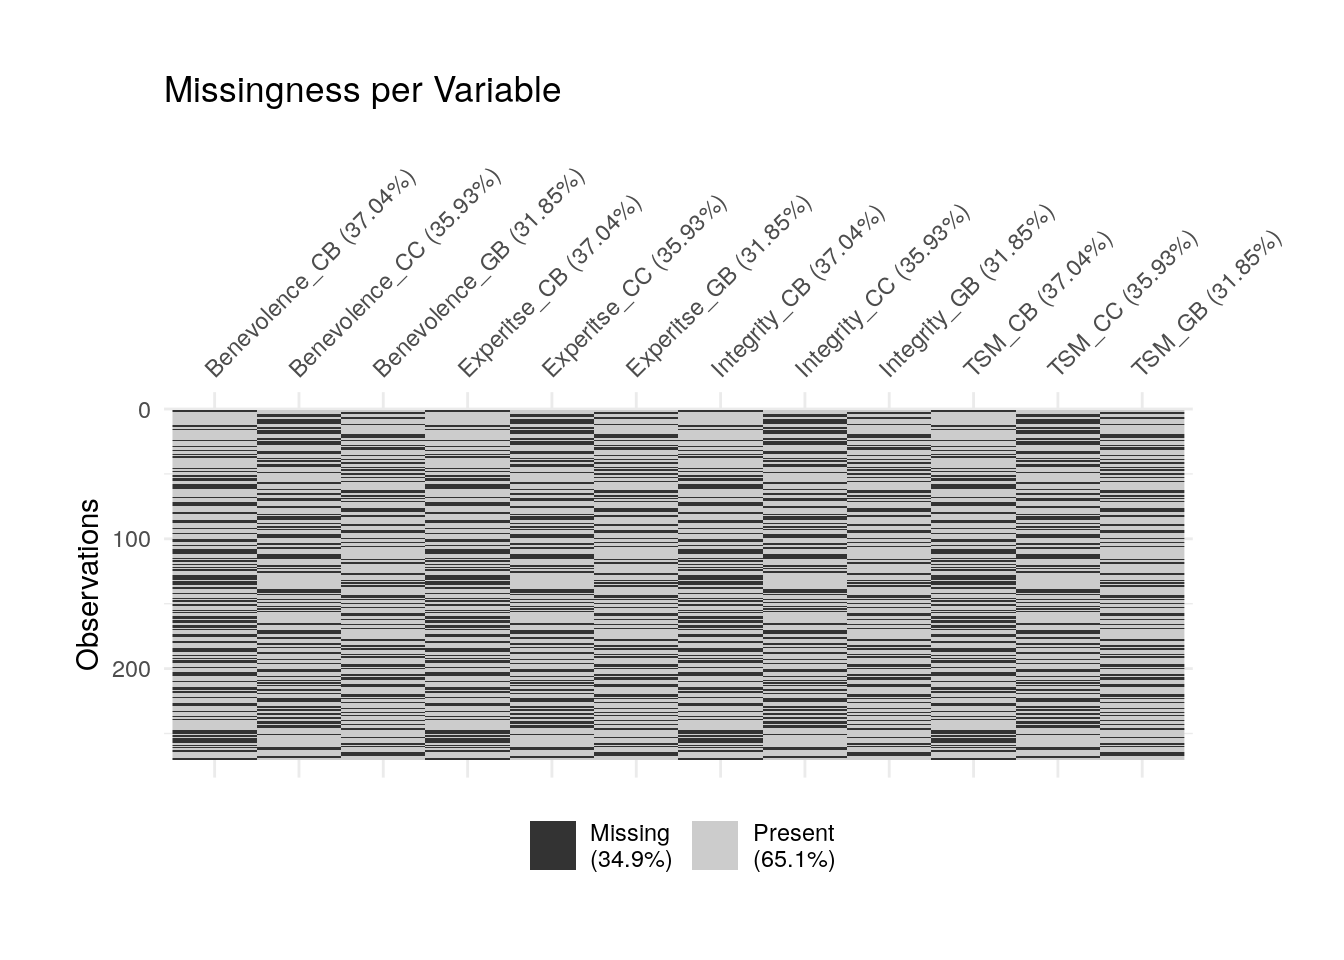 Missingness per Variable
Benevolence_CB (37.04%)
Benevolence_CC (35.93%)
Benevolence_GB (31.85%)
Experitse_CB (37.04%)
Experitse_CC (35.93%)
Experitse_GB (31.85%)
Integrity_CB (37.04%)
Integrity_CC (35.93%)
Integrity_GB (31.85%)
TSM_CB (37.04%)
TSM_CC (35.93%)
TSM_GB (31.85%)
0
100
200
Observations
Missing
(34.9%)
Present
(65.1%)